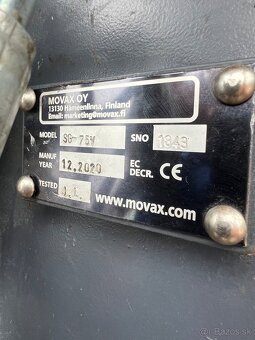 MOVAX OY
13130 Hämeenlinna, Finland
Email: marketing@movax.fi
MODEL SG-75V SNO 1343
MANUF YEAR 12.2020 EC DECR. CE
TESTED J.L.
www.movax.com
bazos.sk